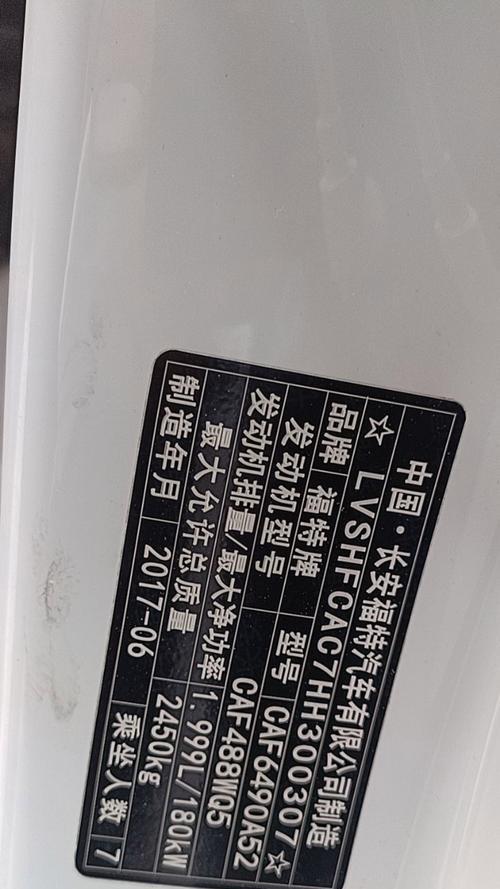 中国·长安福特汽车有限公司制造
☆LVSHFCAC7HH300307☆
品牌 福特牌 型号 CAF6490A52
发动机型号 CAF488WQ5
发动机排量/最大净功率 1.999L/180kW
最大允许总质量 2450kg
制造年月 2017-06 乘坐人数 7